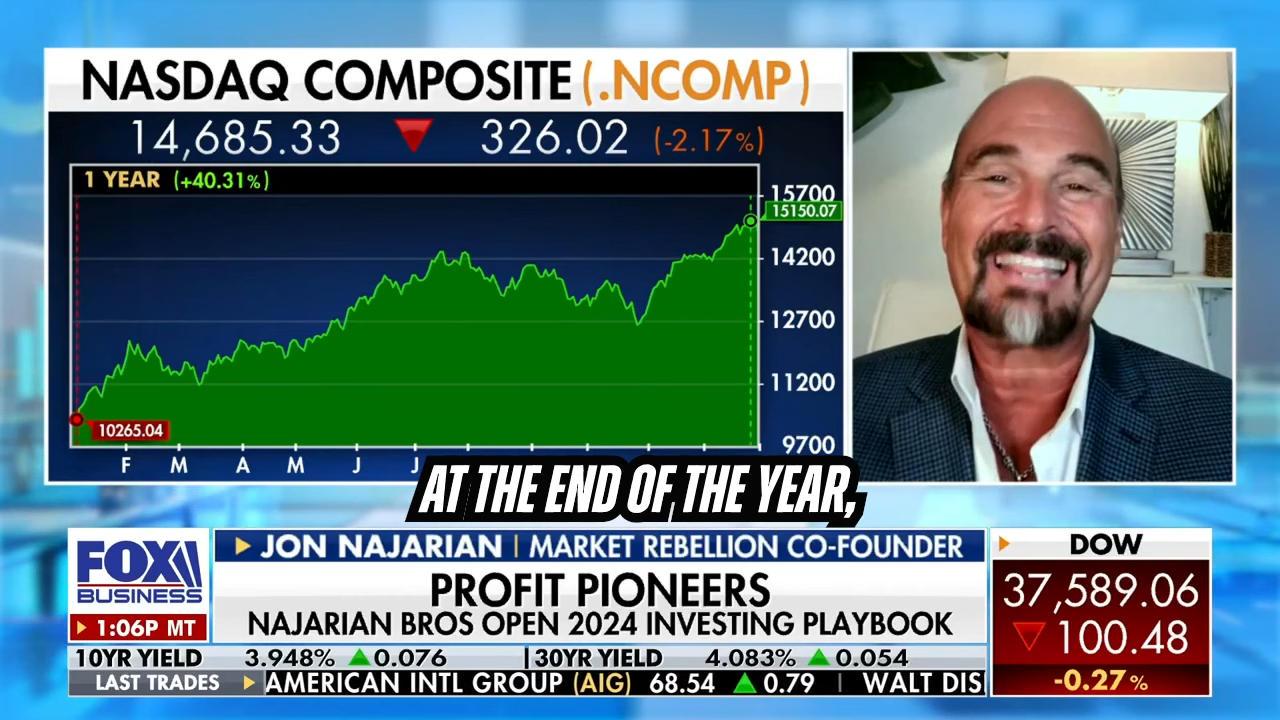 NASDAQ COMPOSITE (.NCOMP)
14,685.33 326.02 (-2.17%)
1 YEAR (+40.31%)
15700
15150.07
14200
12700
11200
10265.04
9700
F M A M J J
AT THE END OF THE YEAR,
FOX BUSINESS
1:06P MT
JON NAJARIAN | MARKET REBELLION CO-FOUNDER
PROFIT PIONEERS
NAJARIAN BROS OPEN 2024 INVESTING PLAYBOOK
DOW
37,589.06
100.48
-0.27%
10YR YIELD 3.948% 0.076 | 30YR YIELD 4.083% 0.054
LAST TRADES AMERICAN INTL GROUP (AIG) 68.54 0.79 | WALT DIS